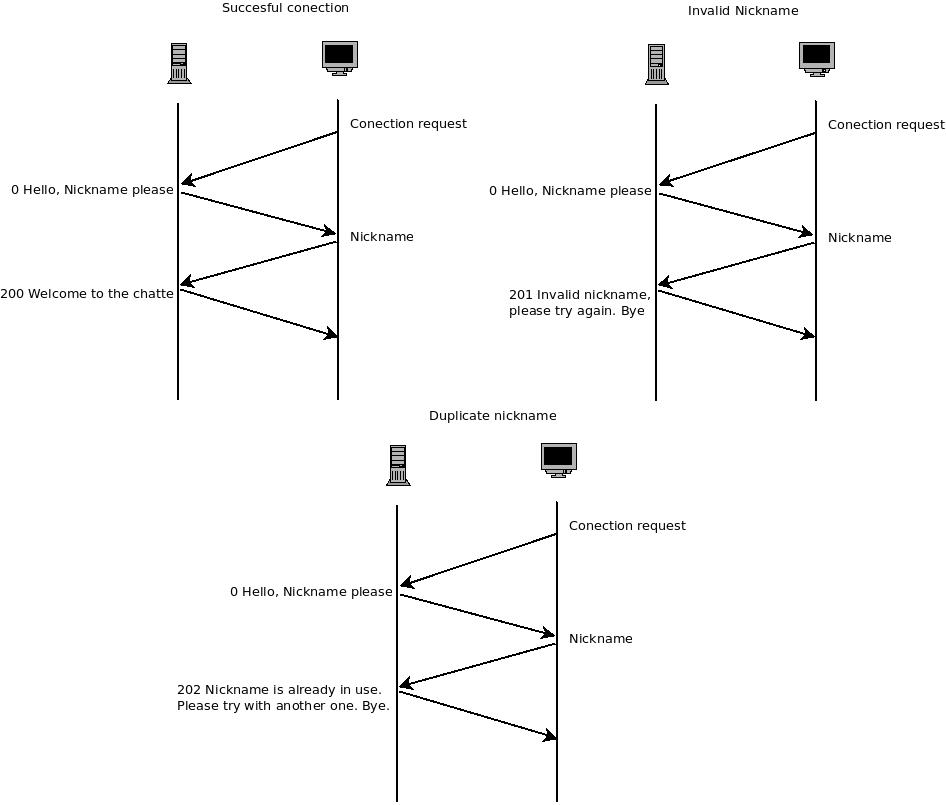 Succesful conection
Conection request
0 Hello, Nickname please
Nickname
200 Welcome to the chatte
Invalid Nickname
Conection request
0 Hello, Nickname please
Nickname
201 Invalid nickname,
please try again. Bye
Duplicate nickname
Conection request
0 Hello, Nickname please
Nickname
202 Nickname is already in use.
Please try with another one. Bye.